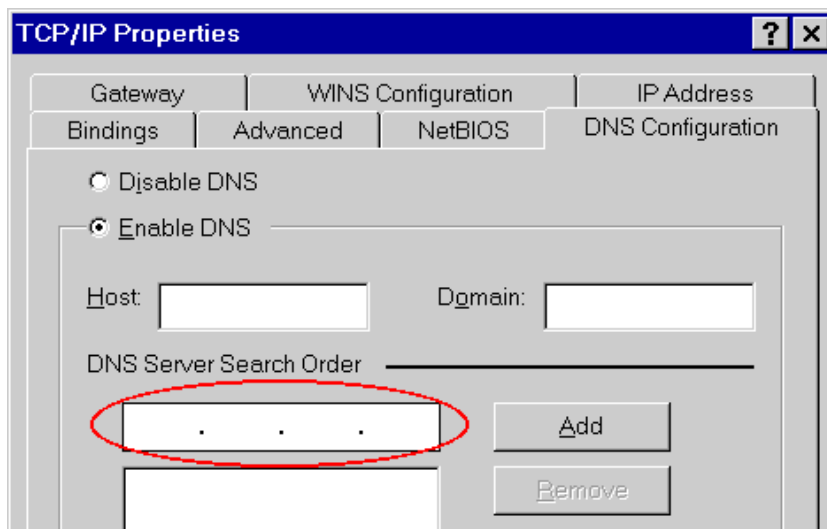 TCP/IP Properties
Gateway WINS Configuration IP Address
Bindings Advanced NetBIOS DNS Configuration
Disable DNS
Enable DNS
Host: Domain:
DNS Server Search Order
. . . Add
Remove